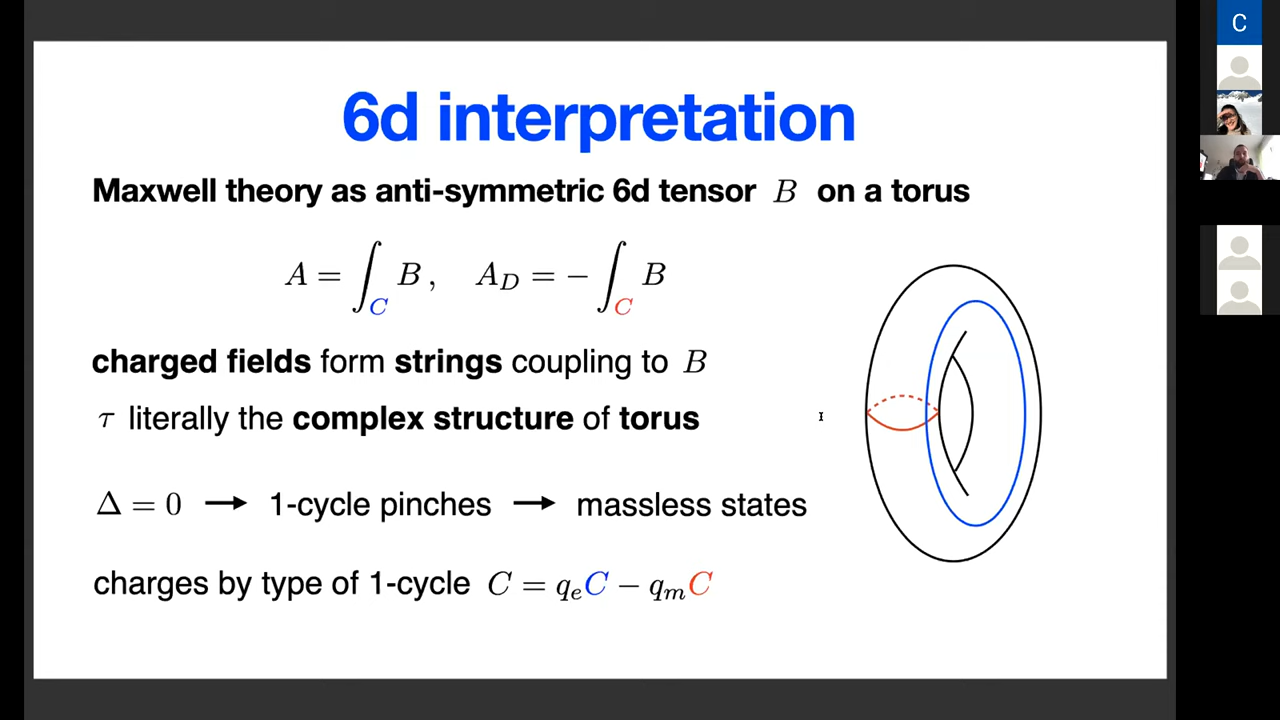 6d interpretation
Maxwell theory as anti-symmetric 6d tensor B on a torus
A = ∫_C B , A_D = − ∫_C B
charged fields form strings coupling to B
τ literally the complex structure of torus
Δ = 0 → 1-cycle pinches → massless states
charges by type of 1-cycle C = q_e C − q_m C
C